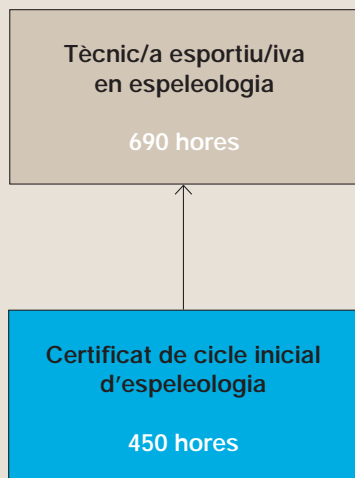 Tècnic/a esportiu/iva
en espeleologia
690 hores
Certificat de cicle inicial
d'espeleologia
450 hores